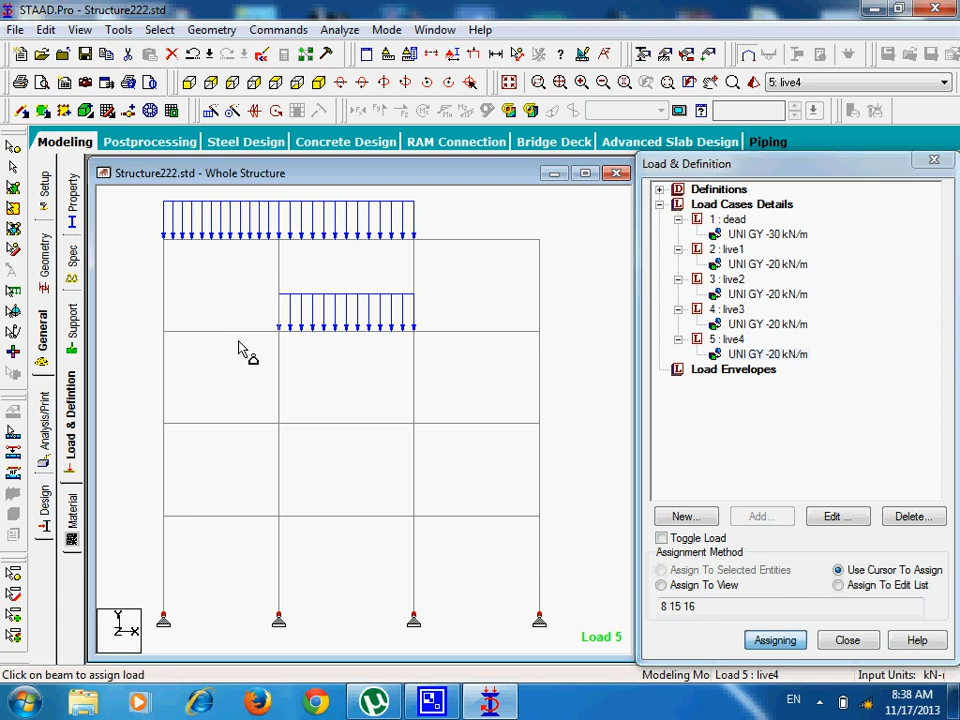 STAAD.Pro - Structure222.std
File Edit View Tools Select Geometry Commands Analyze Mode Window Help
5: live4
Modeling Postprocessing Steel Design Concrete Design RAM Connection Bridge Deck Advanced Slab Design Piping
Setup
Geometry
General
Analysis/Print
Design
Property
Spec
Support
Load & Definition
Material
Structure222.std - Whole Structure
Load 5
Y
Z X
Load & Definition
D Definitions
L Load Cases Details
L 1 : dead
UNI GY -30 kN/m
L 2 : live1
UNI GY -20 kN/m
L 3 : live2
UNI GY -20 kN/m
L 4 : live3
UNI GY -20 kN/m
L 5 : live4
UNI GY -20 kN/m
L Load Envelopes
New... Add... Edit ... Delete...
Toggle Load
Assignment Method
Assign To Selected Entities Use Cursor To Assign
Assign To View Assign To Edit List
8 15 16
Assigning Close Help
Click on beam to assign load Modeling Mo Load 5 : live4 Input Units: kN-
EN 8:38 AM
11/17/2013